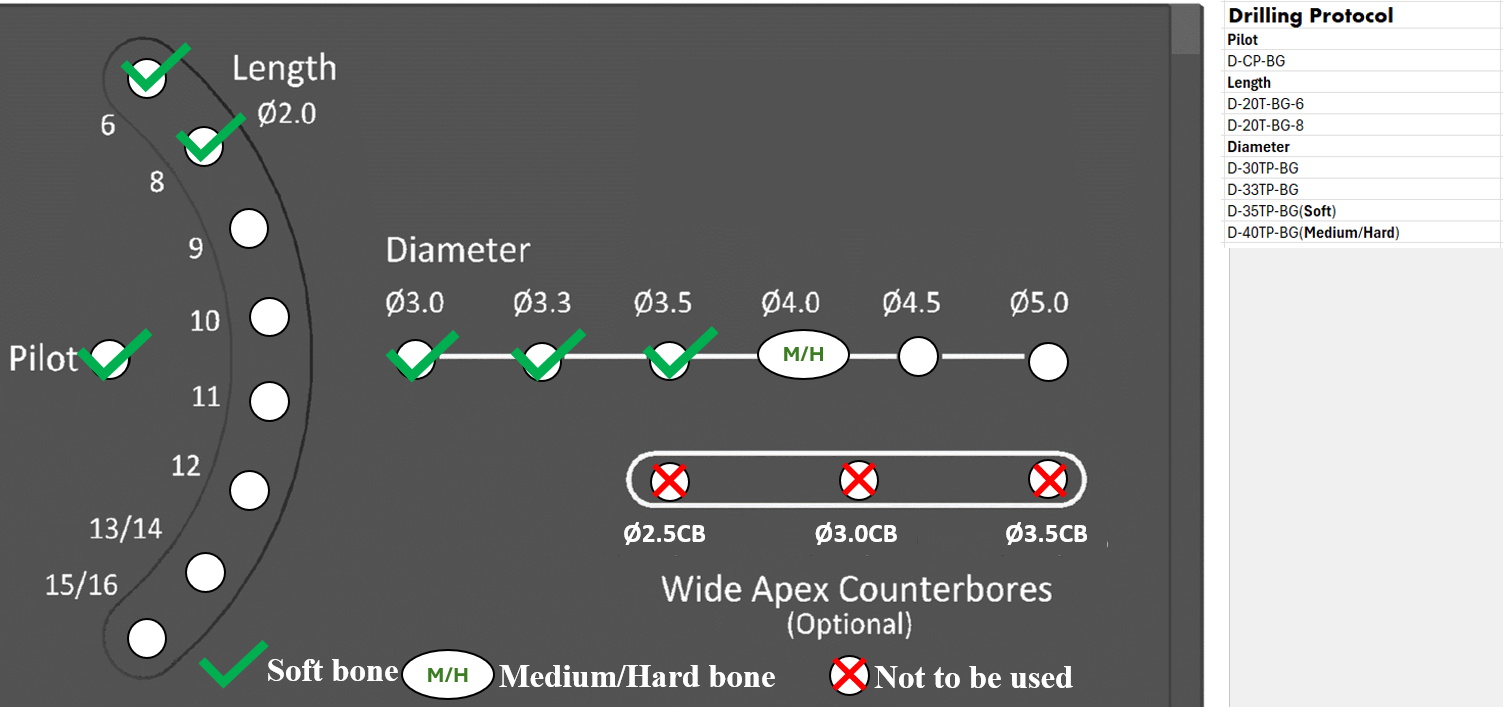 Length
Ø2.0
6
8
9
10
11
12
13/14
15/16
Pilot
Diameter
Ø3.0 Ø3.3 Ø3.5 Ø4.0 Ø4.5 Ø5.0
M/H
Ø2.5CB Ø3.0CB Ø3.5CB
Wide Apex Counterbores
(Optional)
Soft bone M/H Medium/Hard bone Not to be used
Drilling Protocol
Pilot
D-CP-BG
Length
D-20T-BG-6
D-20T-BG-8
Diameter
D-30TP-BG
D-33TP-BG
D-35TP-BG(Soft)
D-40TP-BG(Medium/Hard)